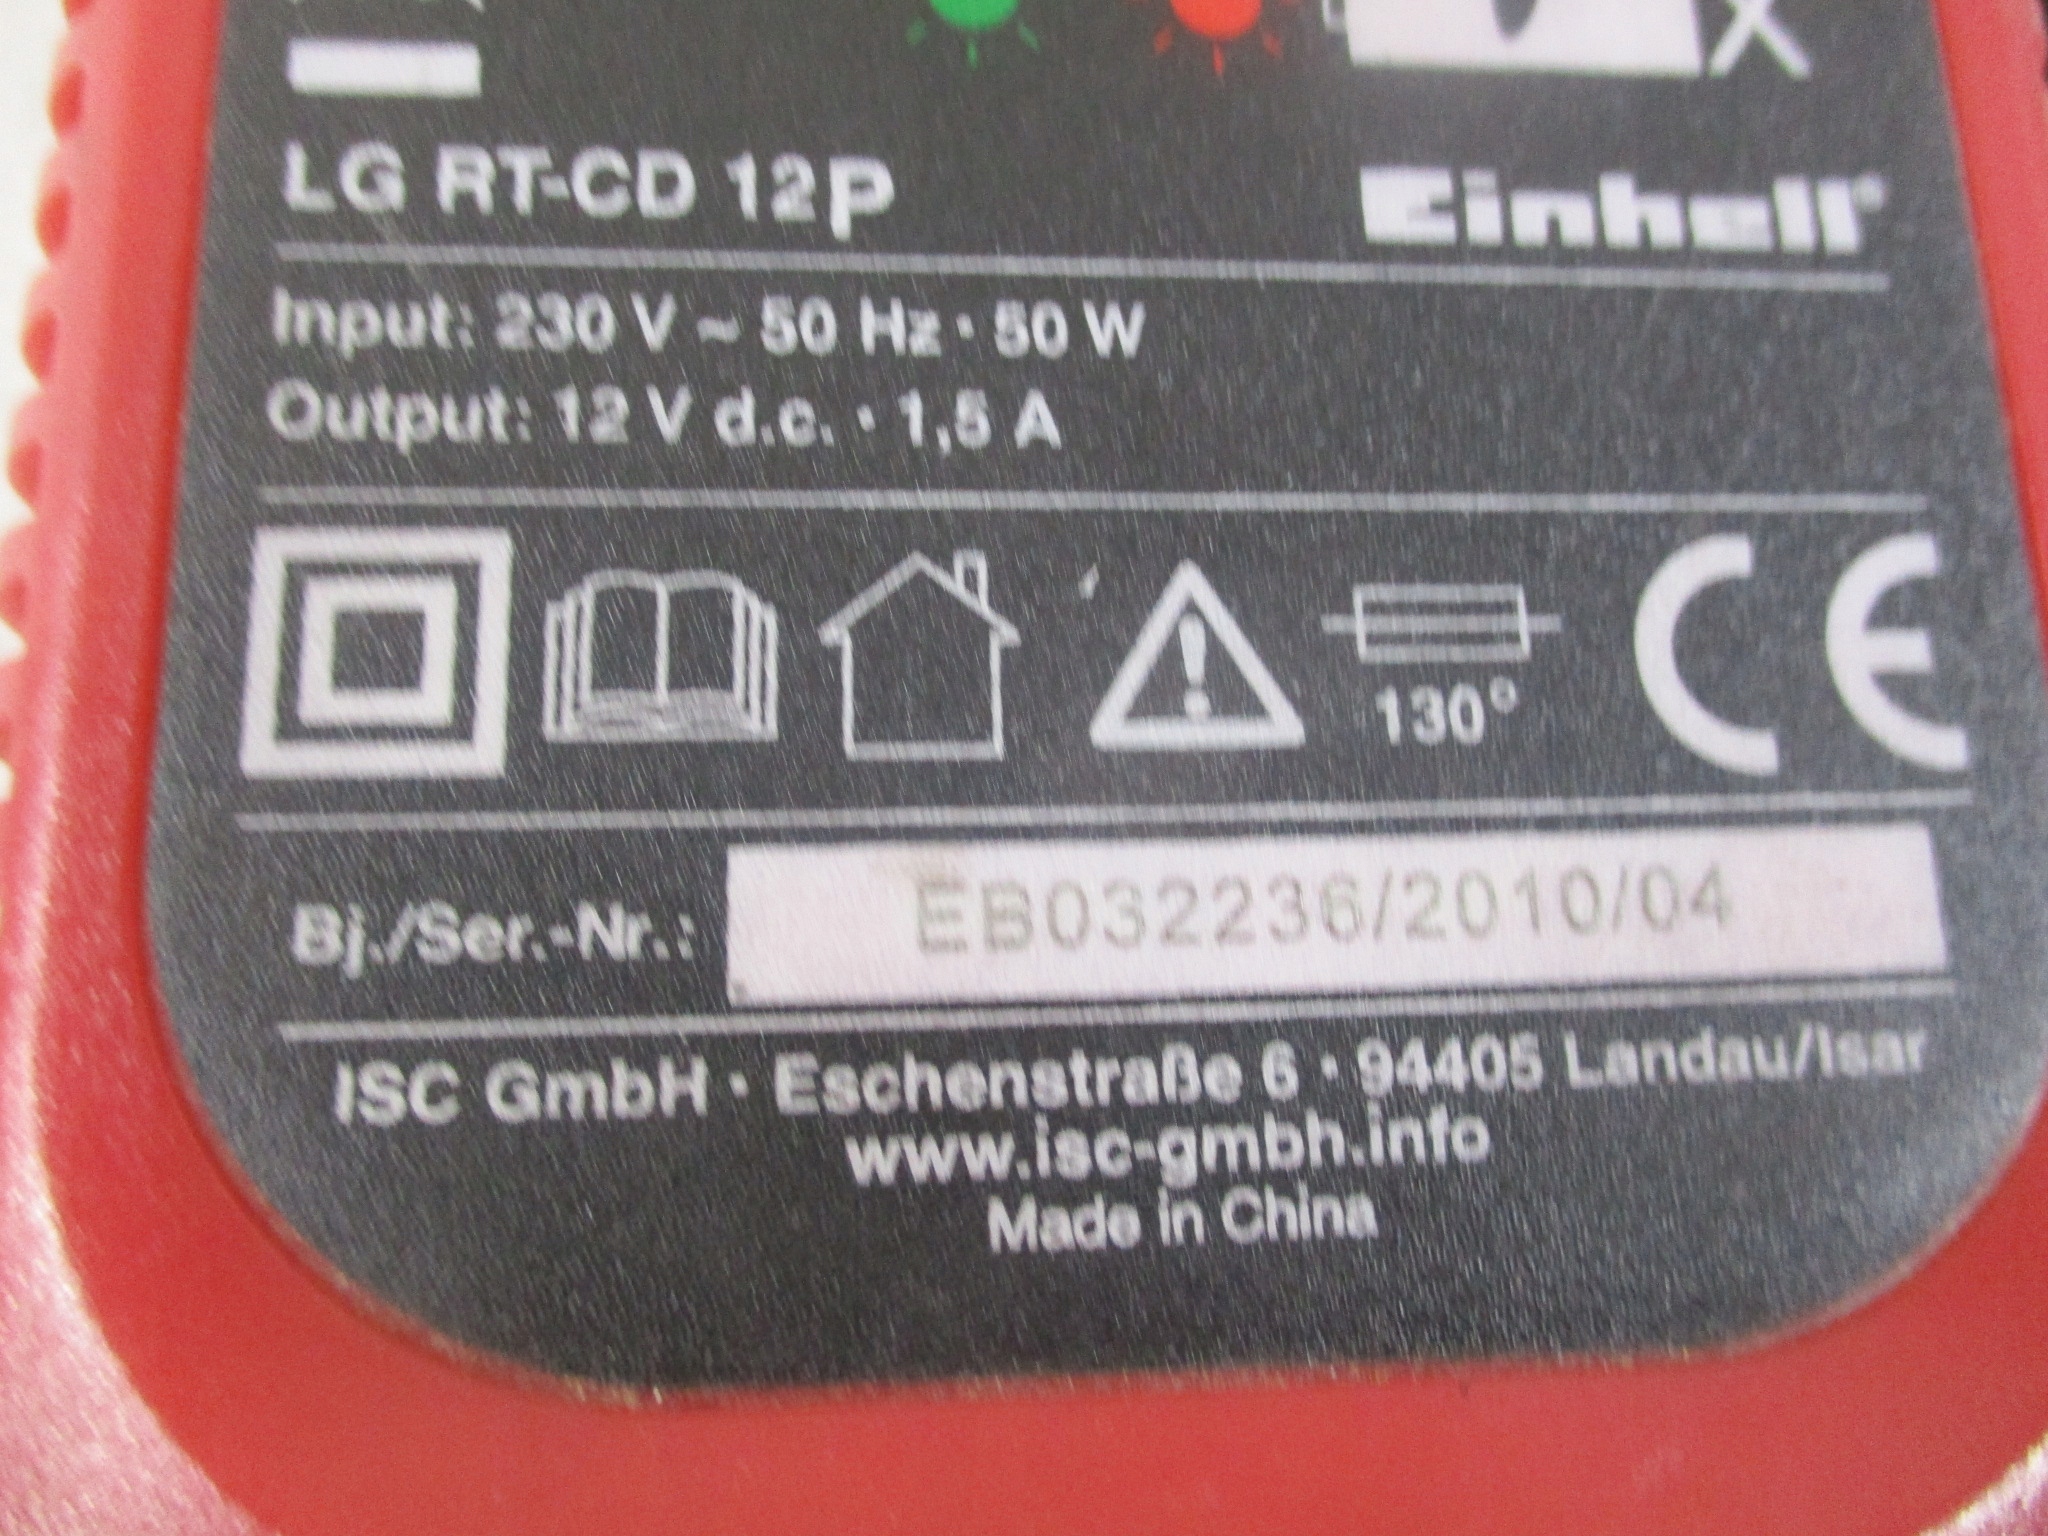 LG RT-CD 12P
Einhell®
Input: 230 V ~ 50 Hz · 50 W
Output: 12 V d.c. · 1,5 A
130°
CE
Bj./Ser.-Nr.: EB032236/2010/04
ISC GmbH · Eschenstraße 6 · 94405 Landau/Isar
www.isc-gmbh.info
Made in China